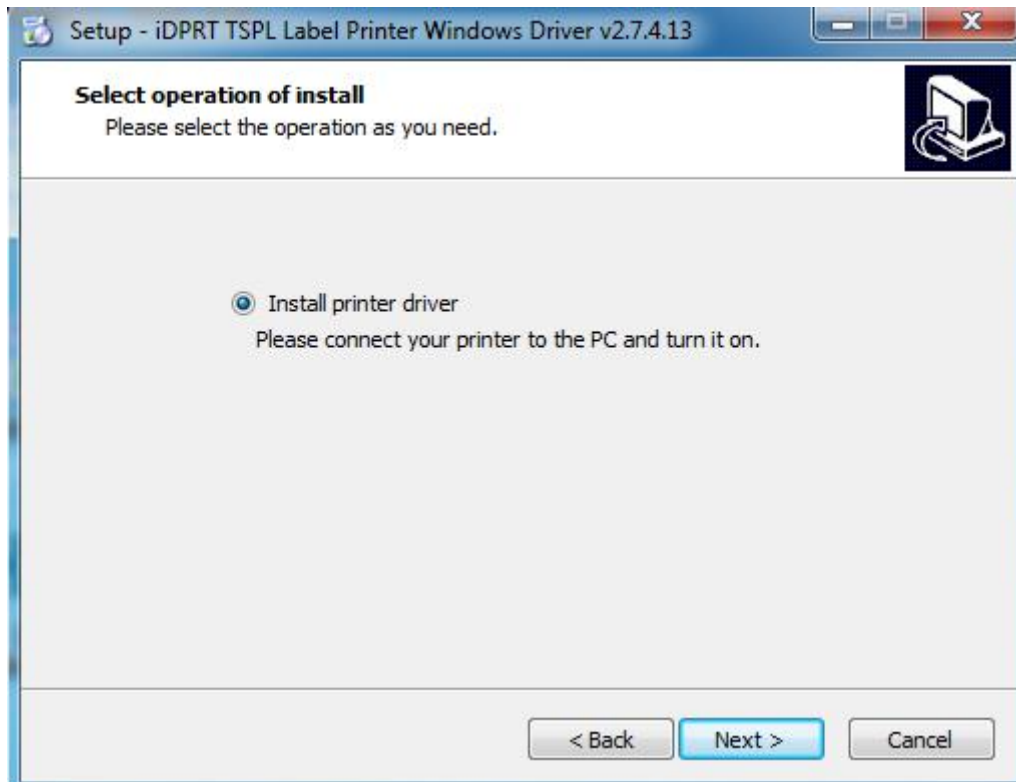 Setup - iDPRT TSPL Label Printer Windows Driver v2.7.4.13
Select operation of install
Please select the operation as you need.
Install printer driver
Please connect your printer to the PC and turn it on.
< Back
Next >
Cancel